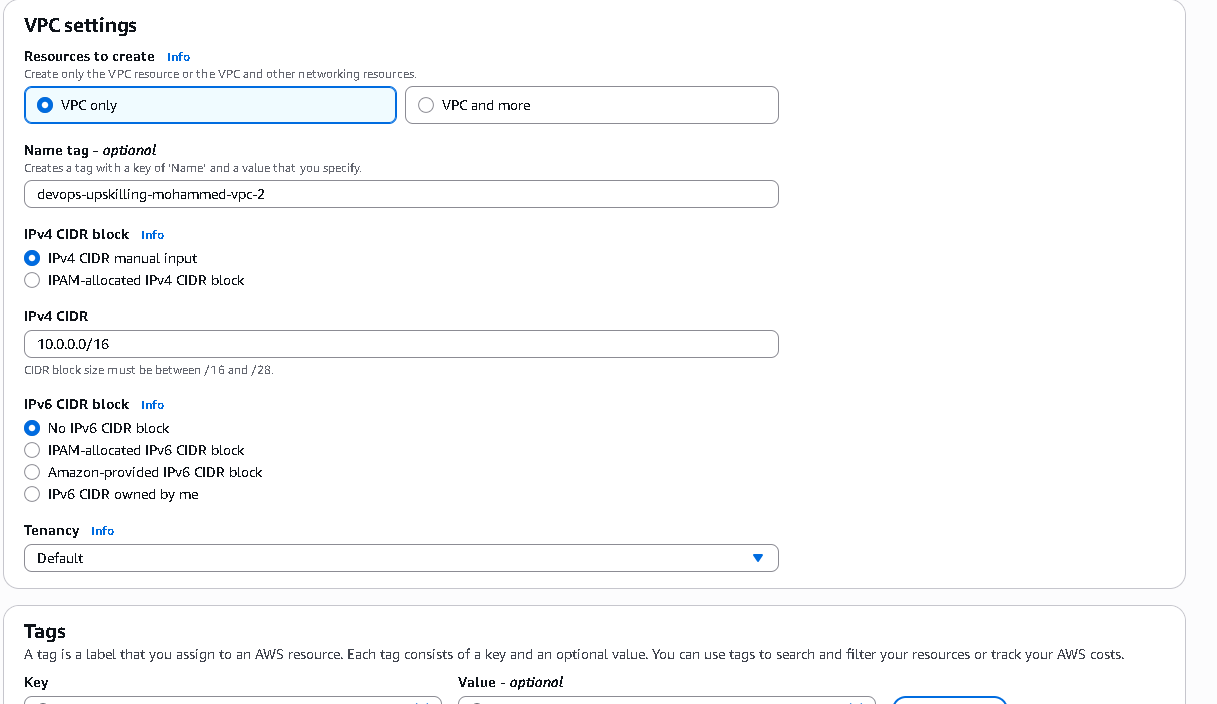 VPC settings
Resources to create Info
Create only the VPC resource or the VPC and other networking resources.
VPC only
VPC and more
Name tag - optional
Creates a tag with a key of 'Name' and a value that you specify.
devops-upskilling-mohammed-vpc-2
IPv4 CIDR block Info
IPv4 CIDR manual input
IPAM-allocated IPv4 CIDR block
IPv4 CIDR
10.0.0.0/16
CIDR block size must be between /16 and /28.
IPv6 CIDR block Info
No IPv6 CIDR block
IPAM-allocated IPv6 CIDR block
Amazon-provided IPv6 CIDR block
IPv6 CIDR owned by me
Tenancy Info
Default
Tags
A tag is a label that you assign to an AWS resource. Each tag consists of a key and an optional value. You can use tags to search and filter your resources or track your AWS costs.
Key Value - optional